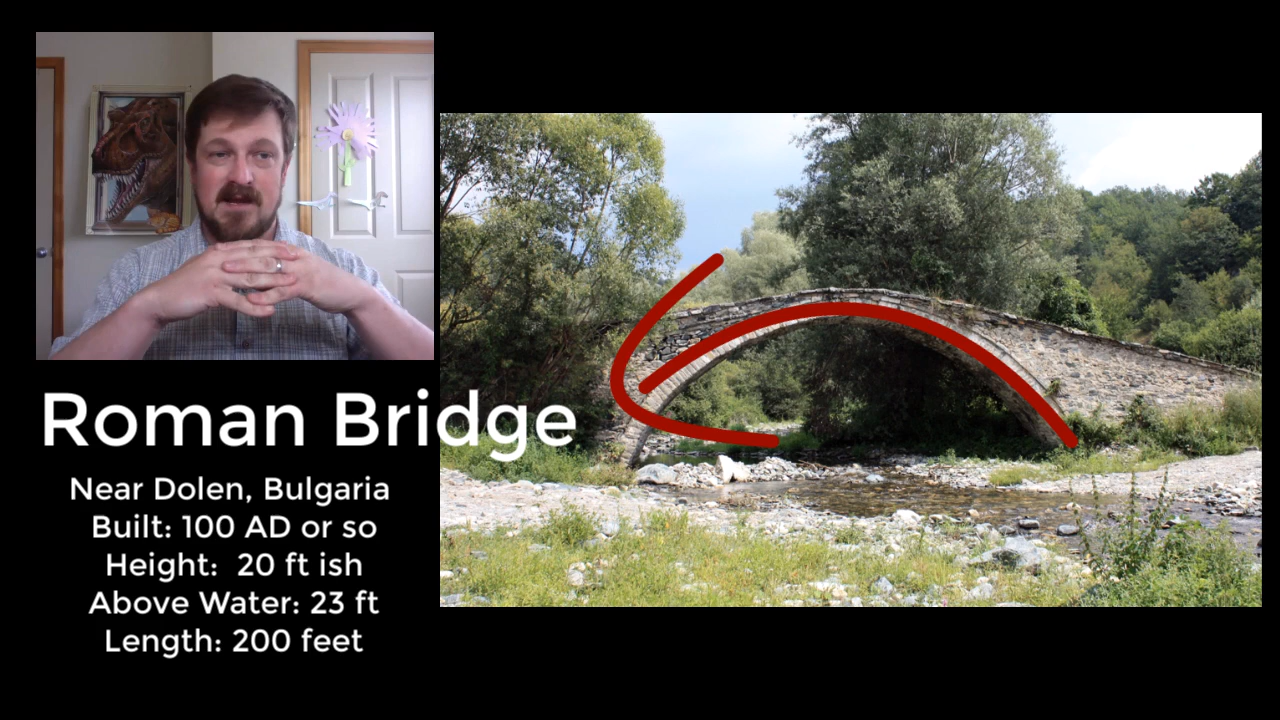 Roman Bridge
Near Dolen, Bulgaria
Built: 100 AD or so
Height:  20 ft ish
Above Water: 23 ft
Length: 200 feet